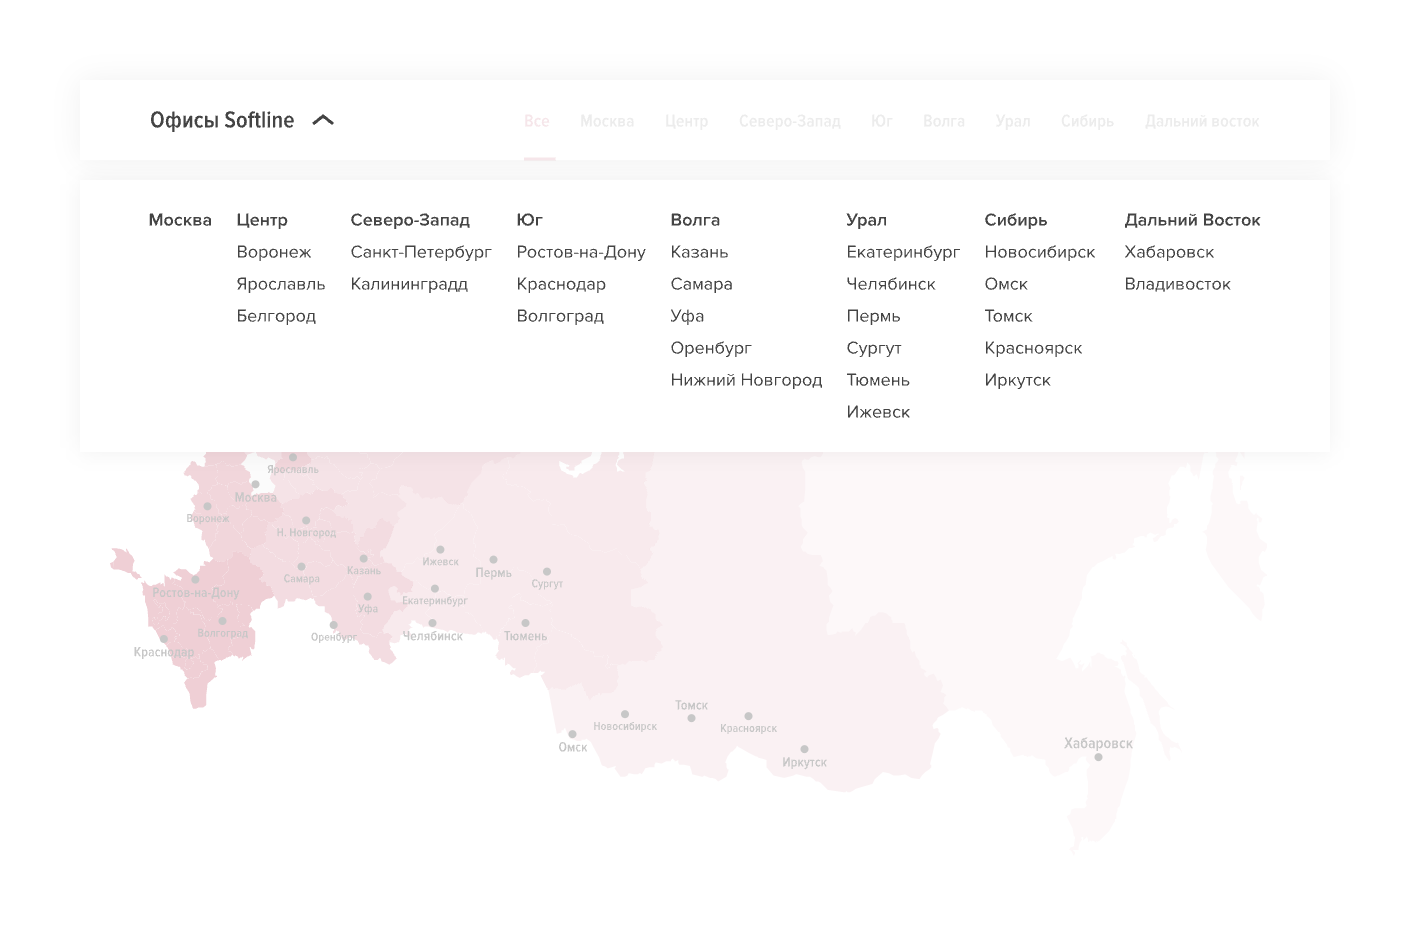 Офисы Softline
Все Москва Центр Северо-Запад Юг Волга Урал Сибирь Дальний восток
Москва
Центр
Воронеж
Ярославль
Белгород
Северо-Запад
Санкт-Петербург
Калининградд
Юг
Ростов-на-Дону
Краснодар
Волгоград
Волга
Казань
Самара
Уфа
Оренбург
Нижний Новгород
Урал
Екатеринбург
Челябинск
Пермь
Сургут
Тюмень
Ижевск
Сибирь
Новосибирск
Омск
Томск
Красноярск
Иркутск
Дальний Восток
Хабаровск
Владивосток
Ярославль
Москва
Воронеж
Н. Новгород
Ижевск
Казань
Пермь
Самара
Сургут
Ростов-на-Дону
Екатеринбург
Уфа
Волгоград
Оренбург
Челябинск
Тюмень
Краснодар
Томск
Новосибирск
Красноярск
Омск
Иркутск
Хабаровск